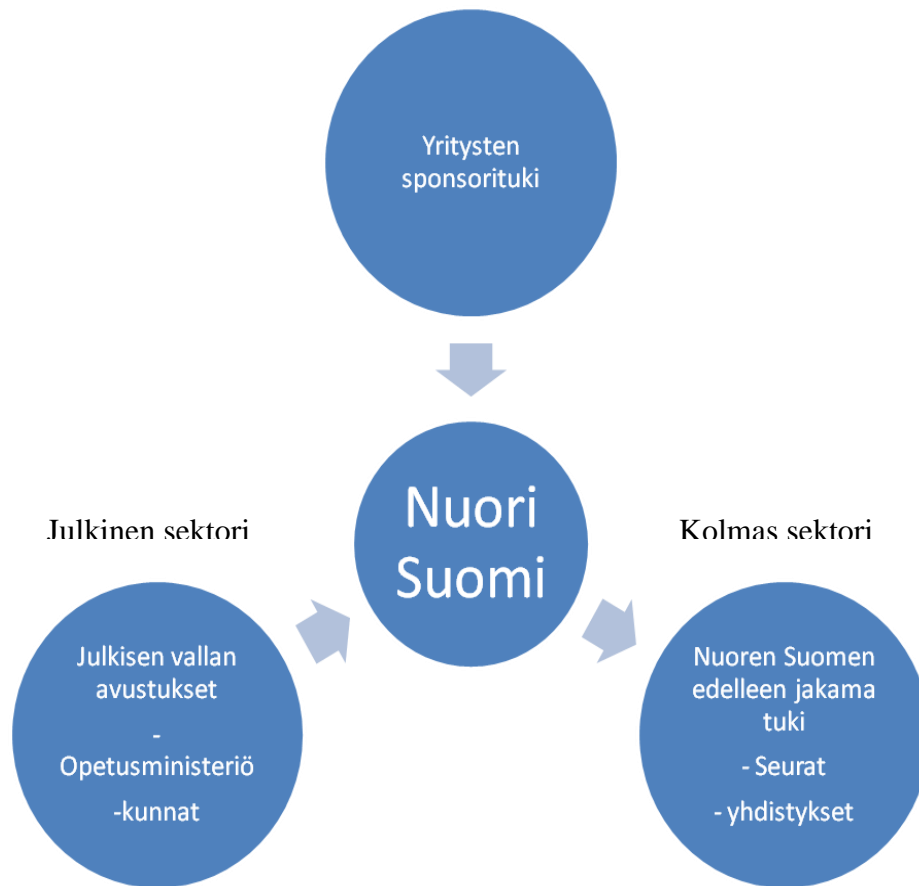 Yritysten
sponsorituki
Nuori
Suomi
Julkinen sektori
Kolmas sektori
Julkisen vallan
avustukset
-
Opetusministeriö
-kunnat
Nuoren Suomen
edelleen jakama
tuki
- Seurat
- yhdistykset